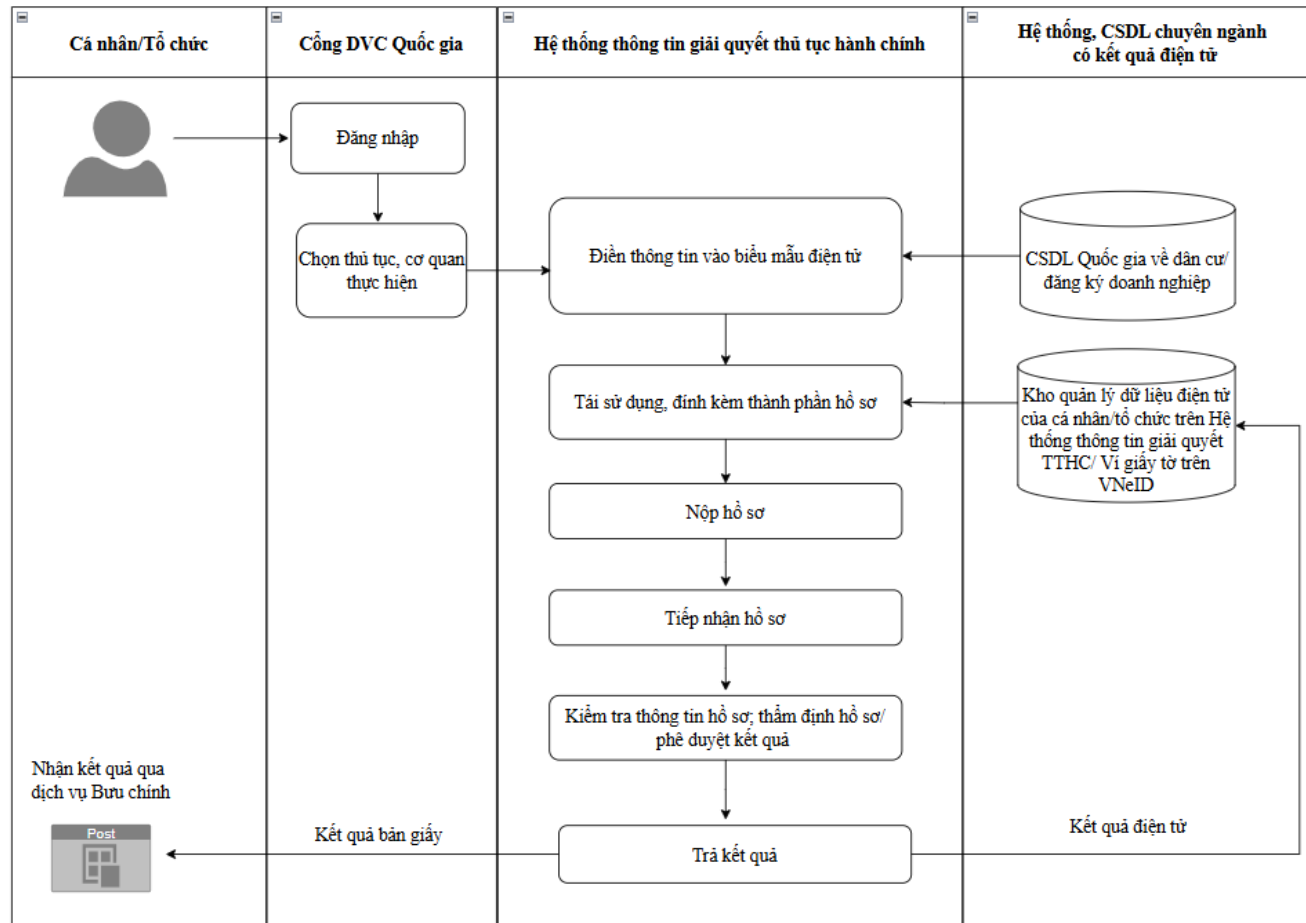 Cá nhân/Tổ chức
Cổng DVC Quốc gia
Hệ thống thông tin giải quyết thủ tục hành chính
Hệ thống, CSDL chuyên ngành
có kết quả điện tử
Đăng nhập
Chọn thủ tục, cơ quan
thực hiện
Điền thông tin vào biểu mẫu điện tử
CSDL Quốc gia về dân cư/
đăng ký doanh nghiệp
Tái sử dụng, đính kèm thành phần hồ sơ
Kho quản lý dữ liệu điện tử
của cá nhân/tổ chức trên Hệ
thống thông tin giải quyết
TTHC/ Ví giấy tờ trên
VNeID
Nộp hồ sơ
Tiếp nhận hồ sơ
Kiểm tra thông tin hồ sơ; thẩm định hồ sơ/
phê duyệt kết quả
Nhận kết quả qua
dịch vụ Bưu chính
Post
Kết quả bản giấy
Trả kết quả
Kết quả điện tử